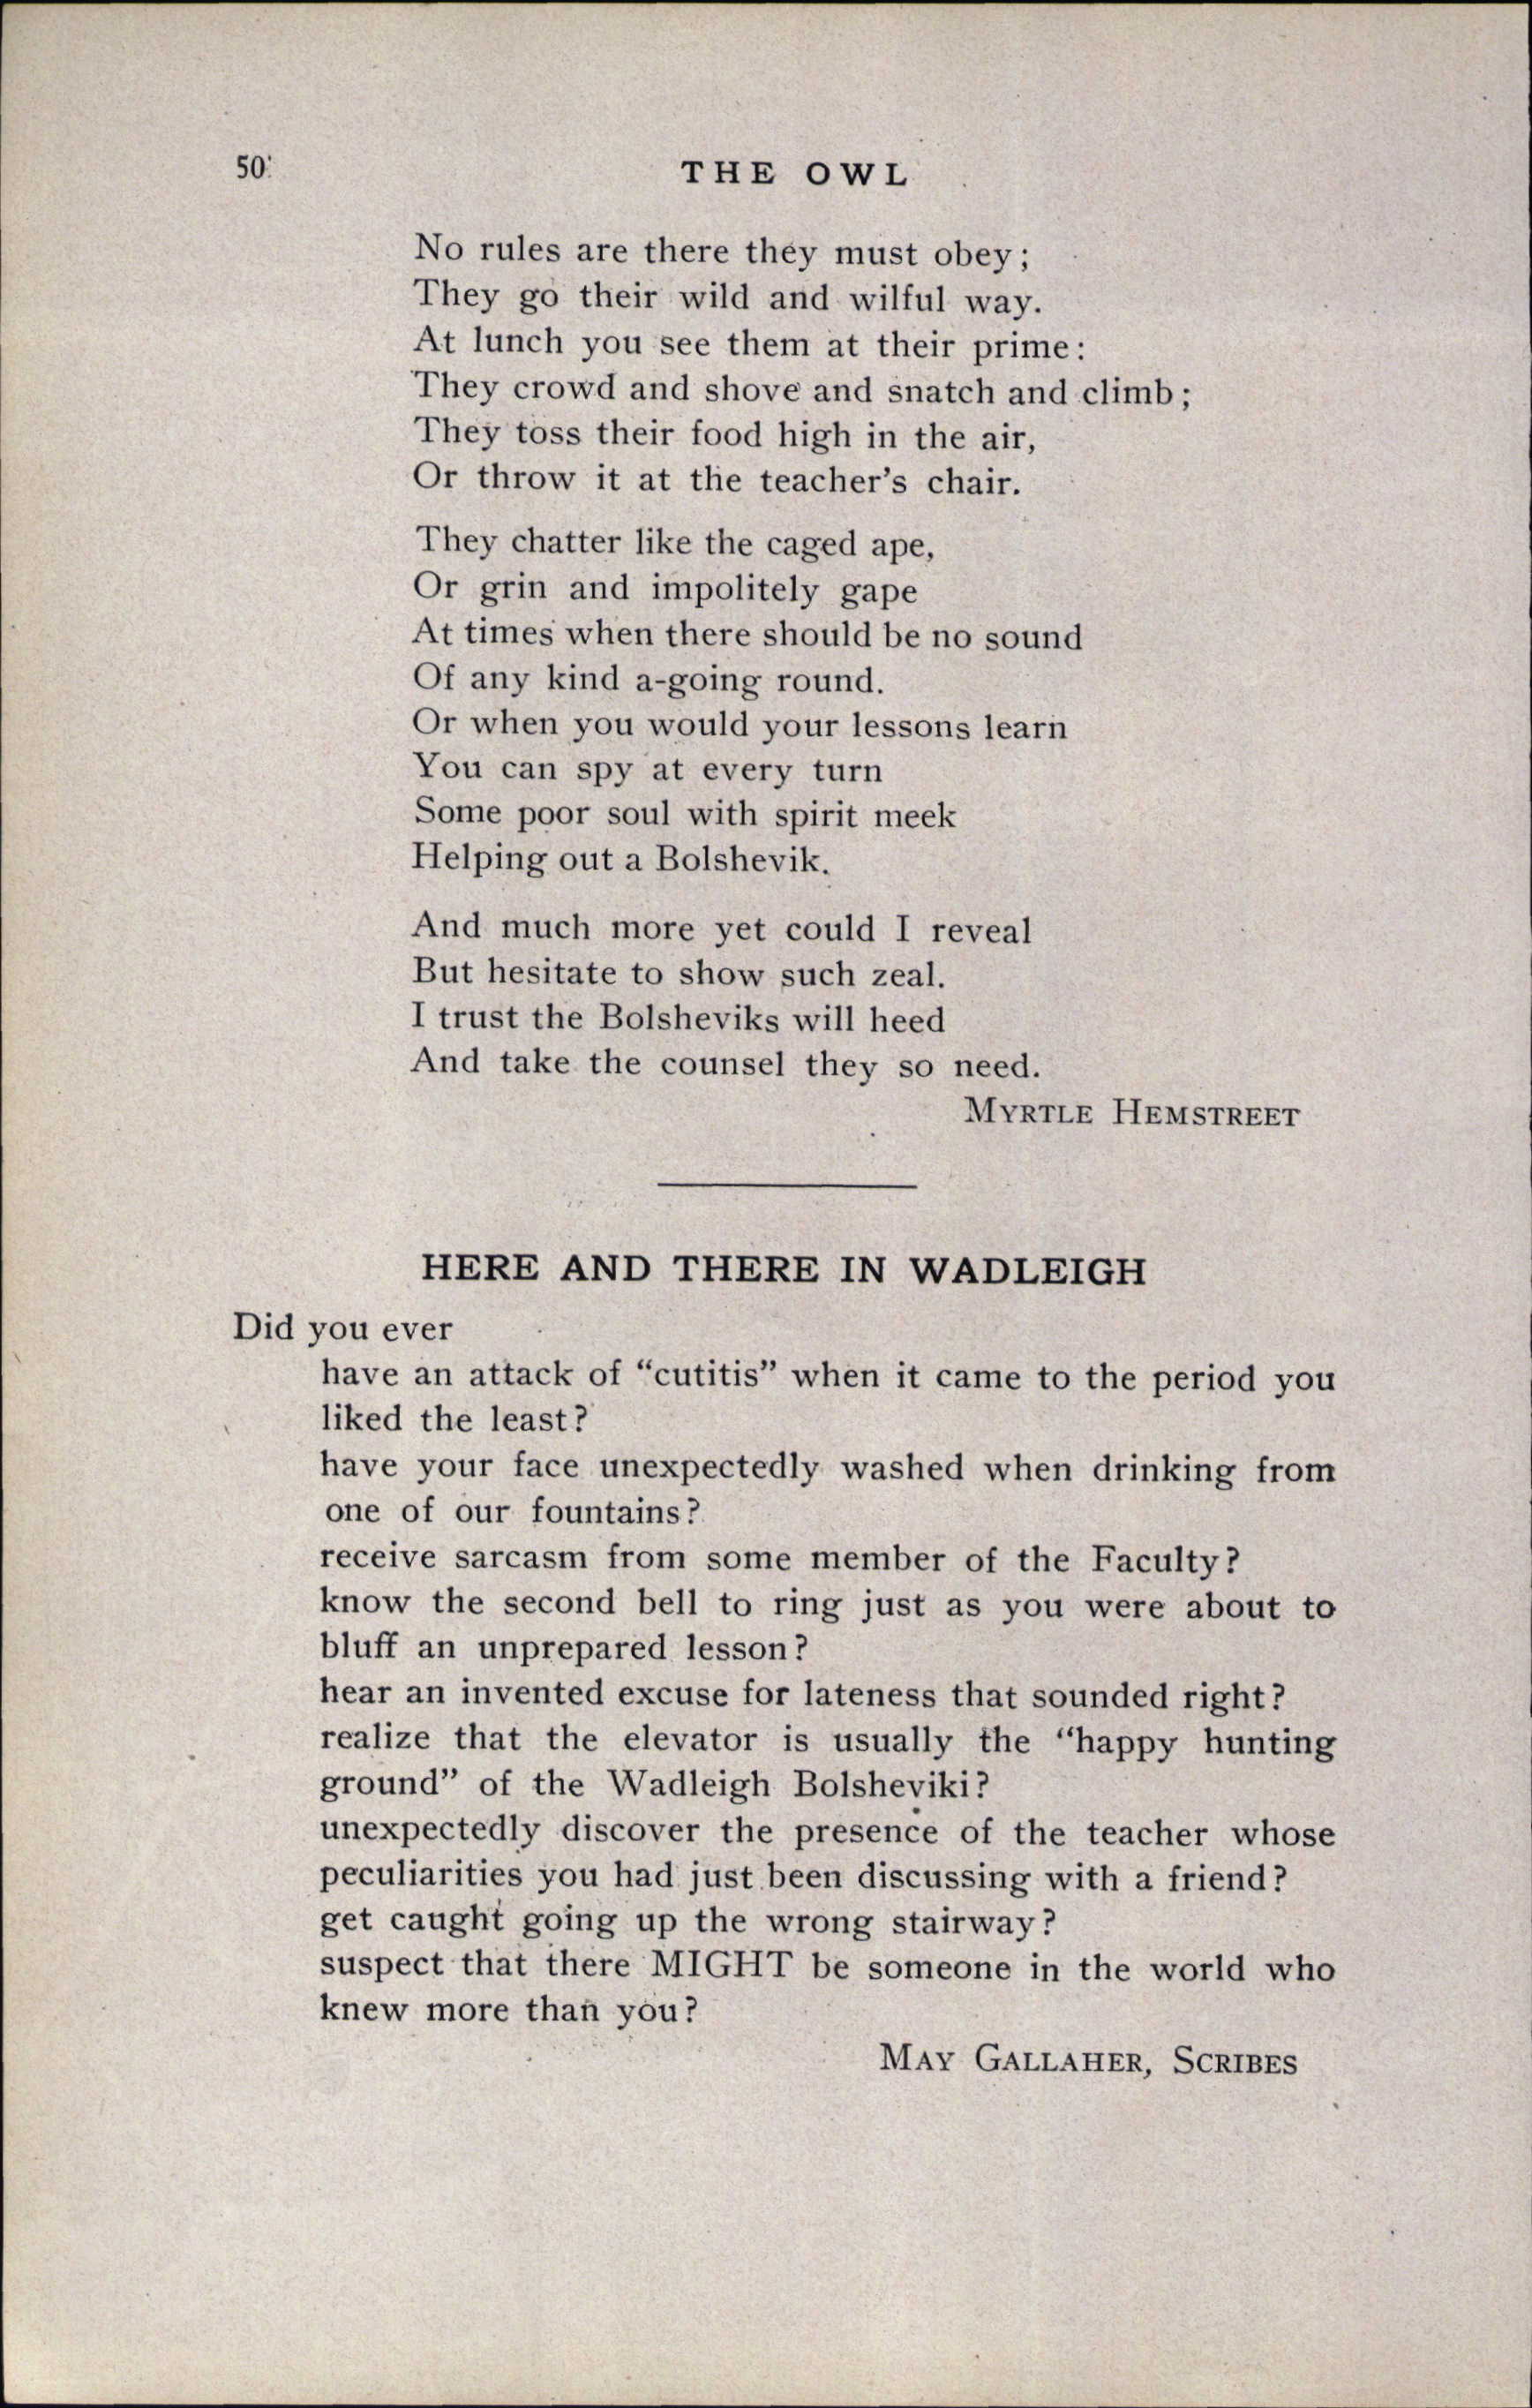 50
THE OWL
No rules are there they must obey;
They go their wild and wilful way.
At lunch you see them at their prime:
They crowd and shove and snatch and climb;
They toss their food high in the air,
Or throw it at the teacher's chair.
They chatter like the caged ape,
Or grin and impolitely gape
At times when there should be no sound
Of any kind a-going round.
Or when you would your lessons learn
You can spy at every turn
Some poor soul with spirit meek
Helping out a Bolshevik.
And much more yet could I reveal
But hesitate to show such zeal.
I trust the Bolsheviks will heed
And take the counsel they so need.
MYRTLE HEMSTREET
HERE AND THERE IN WADLEIGH
Did you ever
have an attack of “cutitis” when it came to the period you
liked the least?
have your face unexpectedly washed when drinking from
one of our fountains?
receive sarcasm from some member of the Faculty?
know the second bell to ring just as you were about to
bluff an unprepared lesson?
hear an invented excuse for lateness that sounded right?
realize that the elevator is usually the “happy hunting
ground” of the Wadleigh Bolsheviki?
unexpectedly discover the presence of the teacher whose
peculiarities you had just been discussing with a friend?
get caught going up the wrong stairway?
suspect that there MIGHT be someone in the world who
knew more than you?
MAY GALLAHER, SCRIBES